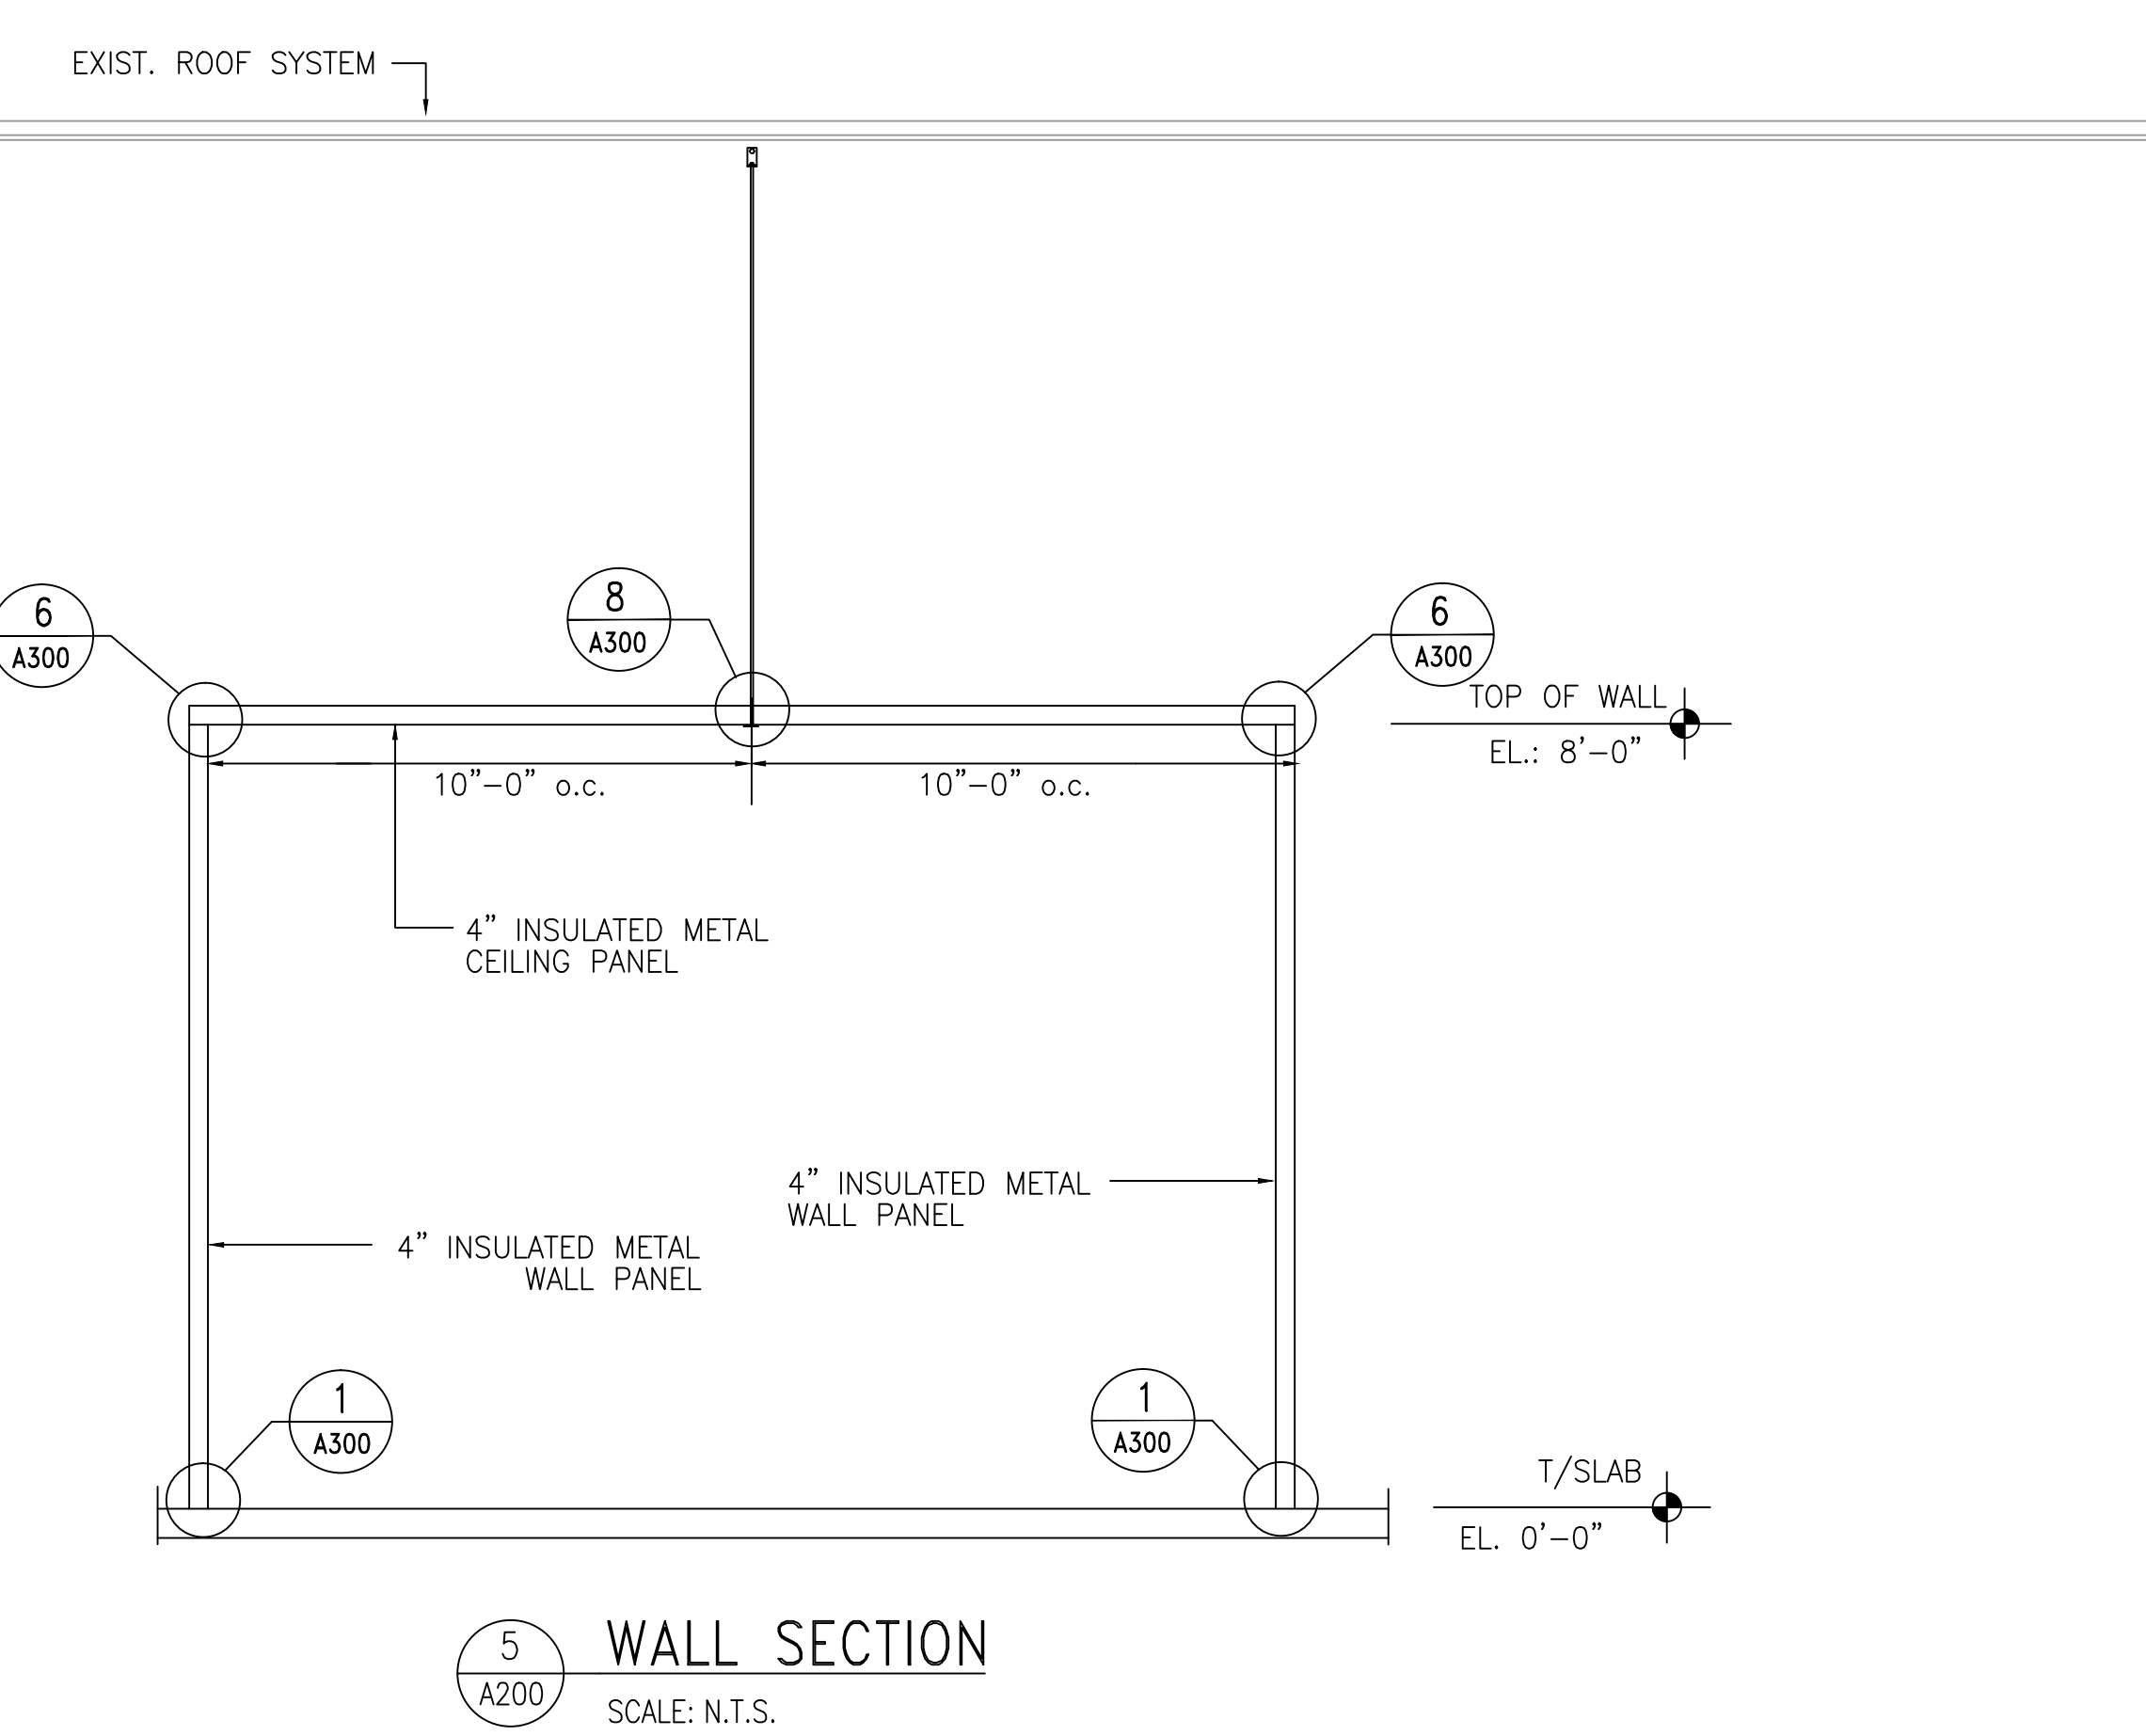 EXIST. ROOF SYSTEM
6
A300
8
A300
6
A300
TOP OF WALL
EL.: 8'-0"
10"-0" o.c.
10"-0" o.c.
4" INSULATED METAL
CEILING PANEL
4" INSULATED METAL
WALL PANEL
4" INSULATED METAL
WALL PANEL
1
A300
1
A300
T/SLAB
EL. 0'-0"
5
A200
WALL SECTION
SCALE: N.T.S.